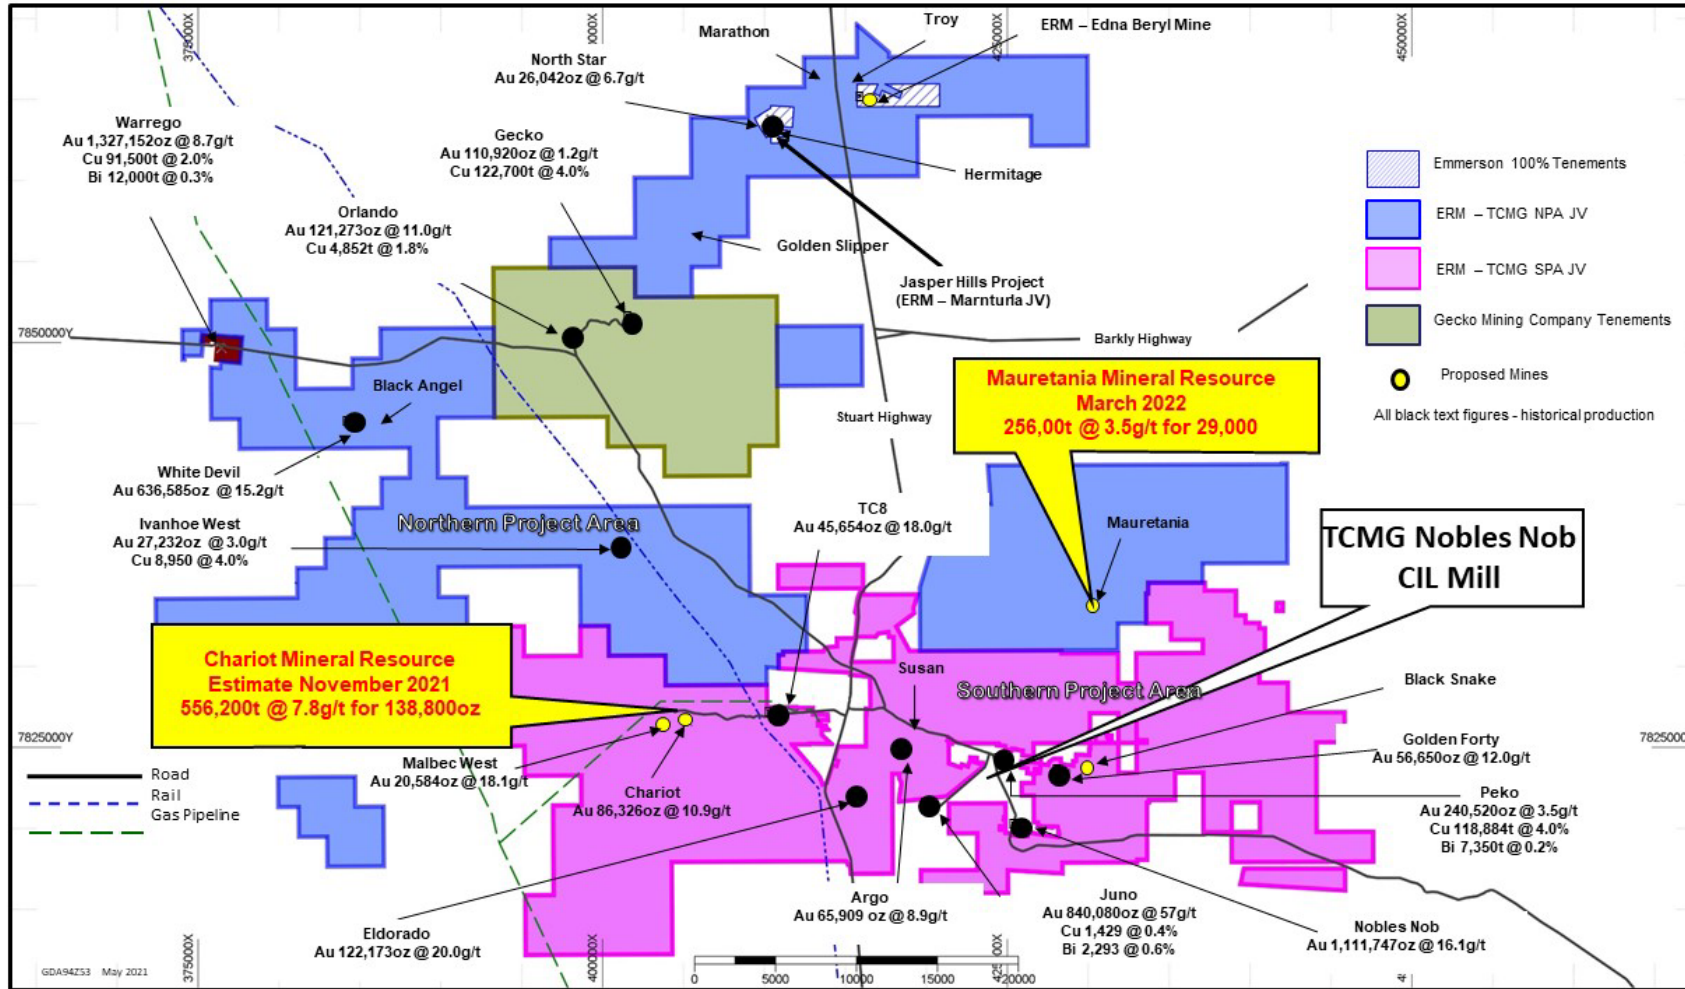 375000X
00000X
425000X
450000X
Marathon
Troy
ERM – Edna Beryl Mine
North Star
Au 26,042oz @ 6.7g/t
Warrego
Au 1,327,152oz @ 8.7g/t
Cu 91,500t @ 2.0%
Bi 12,000t @ 0.3%
Gecko
Au 110,920oz @ 1.2g/t
Cu 122,700t @ 4.0%
Hermitage
Orlando
Au 121,273oz @ 11.0g/t
Cu 4,852t @ 1.8%
Golden Slipper
Jasper Hills Project
(ERM – Marnturla JV)
Emmerson 100% Tenements
ERM – TCMG NPA JV
ERM – TCMG SPA JV
Gecko Mining Company Tenements
Proposed Mines
All black text figures - historical production
7850000Y
Barkly Highway
Black Angel
Stuart Highway
Mauretania Mineral Resource
March 2022
256,00t @ 3.5g/t for 29,000
White Devil
Au 636,585oz @ 15.2g/t
Ivanhoe West
Au 27,232oz @ 3.0g/t
Cu 8,950 @ 4.0%
Northern Project Area
TC8
Au 45,654oz @ 18.0g/t
Mauretania
TCMG Nobles Nob
CIL Mill
Chariot Mineral Resource
Estimate November 2021
556,200t @ 7.8g/t for 138,800oz
Susan
Southern Project Area
Black Snake
7825000Y
7825000
Golden Forty
Au 56,650oz @ 12.0g/t
Malbec West
Au 20,584oz @ 18.1g/t
Chariot
Au 86,326oz @ 10.9g/t
Peko
Au 240,520oz @ 3.5g/t
Cu 118,884t @ 4.0%
Bi 7,350t @ 0.2%
Road
Rail
Gas Pipeline
Argo
Au 65,909 oz @ 8.9g/t
Juno
Au 840,080oz @ 57g/t
Cu 1,429 @ 0.4%
Bi 2,293 @ 0.6%
Eldorado
Au 122,173oz @ 20.0g/t
Nobles Nob
Au 1,111,747oz @ 16.1g/t
GDA94Z53 May 2021
375000X
400000X
0
5000
10000
15000
20000